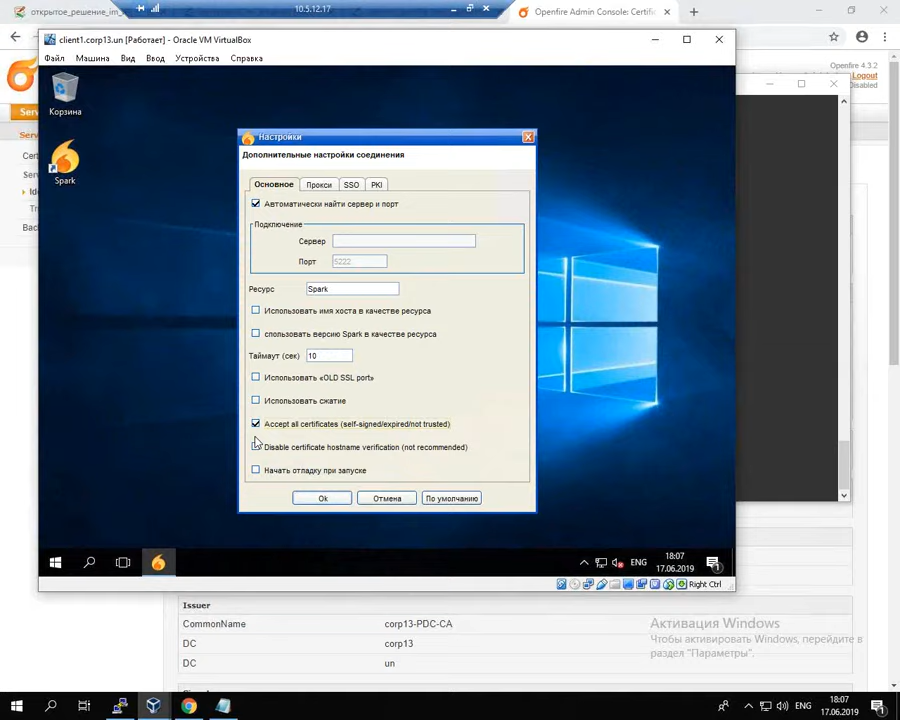 открытое_решение_im_
10.5.12.17
Openfire Admin Console: Certific
client1.corp13.un [Работает] - Oracle VM VirtualBox
Файл Машина Вид Ввод Устройства Справка
Openfire 4.3.2
Logout
Корзина
Spark
Настройки
Дополнительные настройки соединения
Основное Прокси SSO PKI
Автоматически найти сервер и порт
Подключение
Сервер
Порт 5222
Ресурс Spark
Использовать имя хоста в качестве ресурса
спользовать версию Spark в качестве ресурса
Таймаут (сек) 10
Использовать «OLD SSL port»
Использовать сжатие
Accept all certificates (self-signed/expired/not trusted)
Disable certificate hostname verification (not recommended)
Начать отладку при запуске
Ok Отмена По умолчанию
ENG 18:07
17.06.2019
Right Ctrl
Issuer
CommonName corp13-PDC-CA
DC corp13
DC un
Активация Windows
Чтобы активировать Windows, перейдите в
раздел "Параметры".
ENG 18:07
17.06.2019